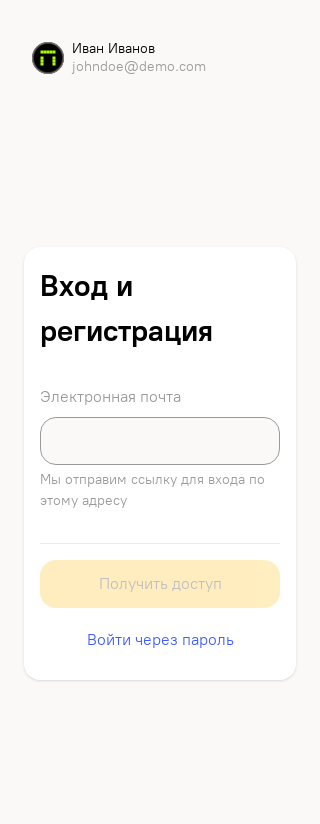 Иван Иванов
johndoe@demo.com
Вход и
регистрация
Электронная почта
Мы отправим ссылку для входа по
этому адресу
Получить доступ
Войти через пароль